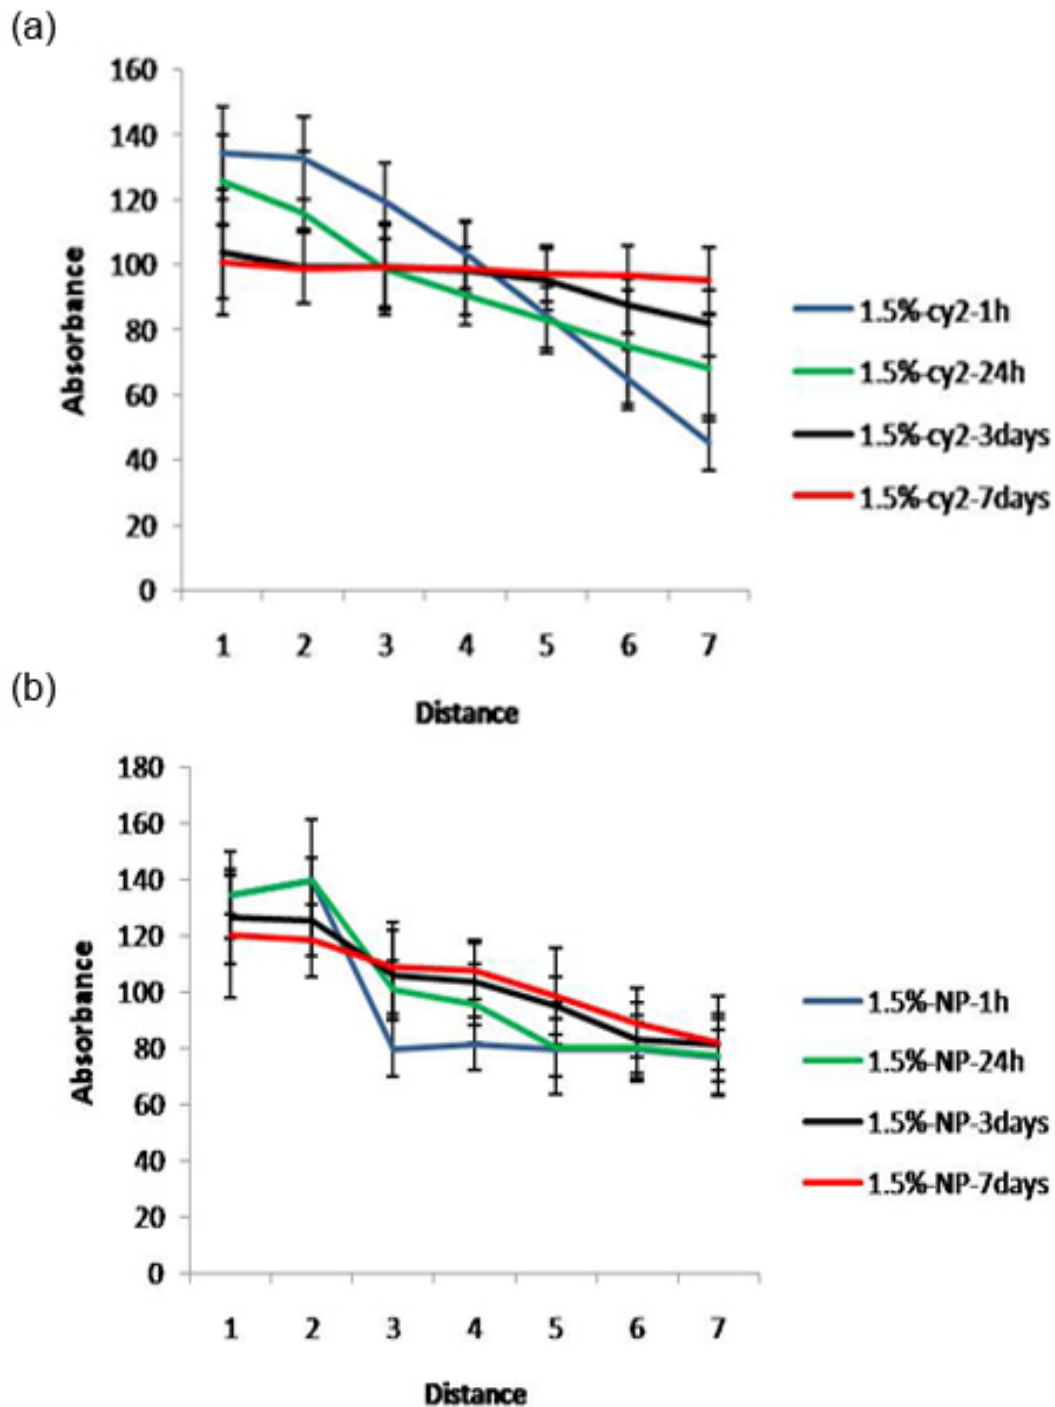 (a)
160
140
120
100
80
60
40
20
0
Absorbance
1 2 3 4 5 6 7
Distance
1.5%-cy2-1h
1.5%-cy2-24h
1.5%-cy2-3days
1.5%-cy2-7days
(b)
180
160
140
120
100
80
60
40
20
0
Absorbance
1 2 3 4 5 6 7
Distance
1.5%-NP-1h
1.5%-NP-24h
1.5%-NP-3days
1.5%-NP-7days